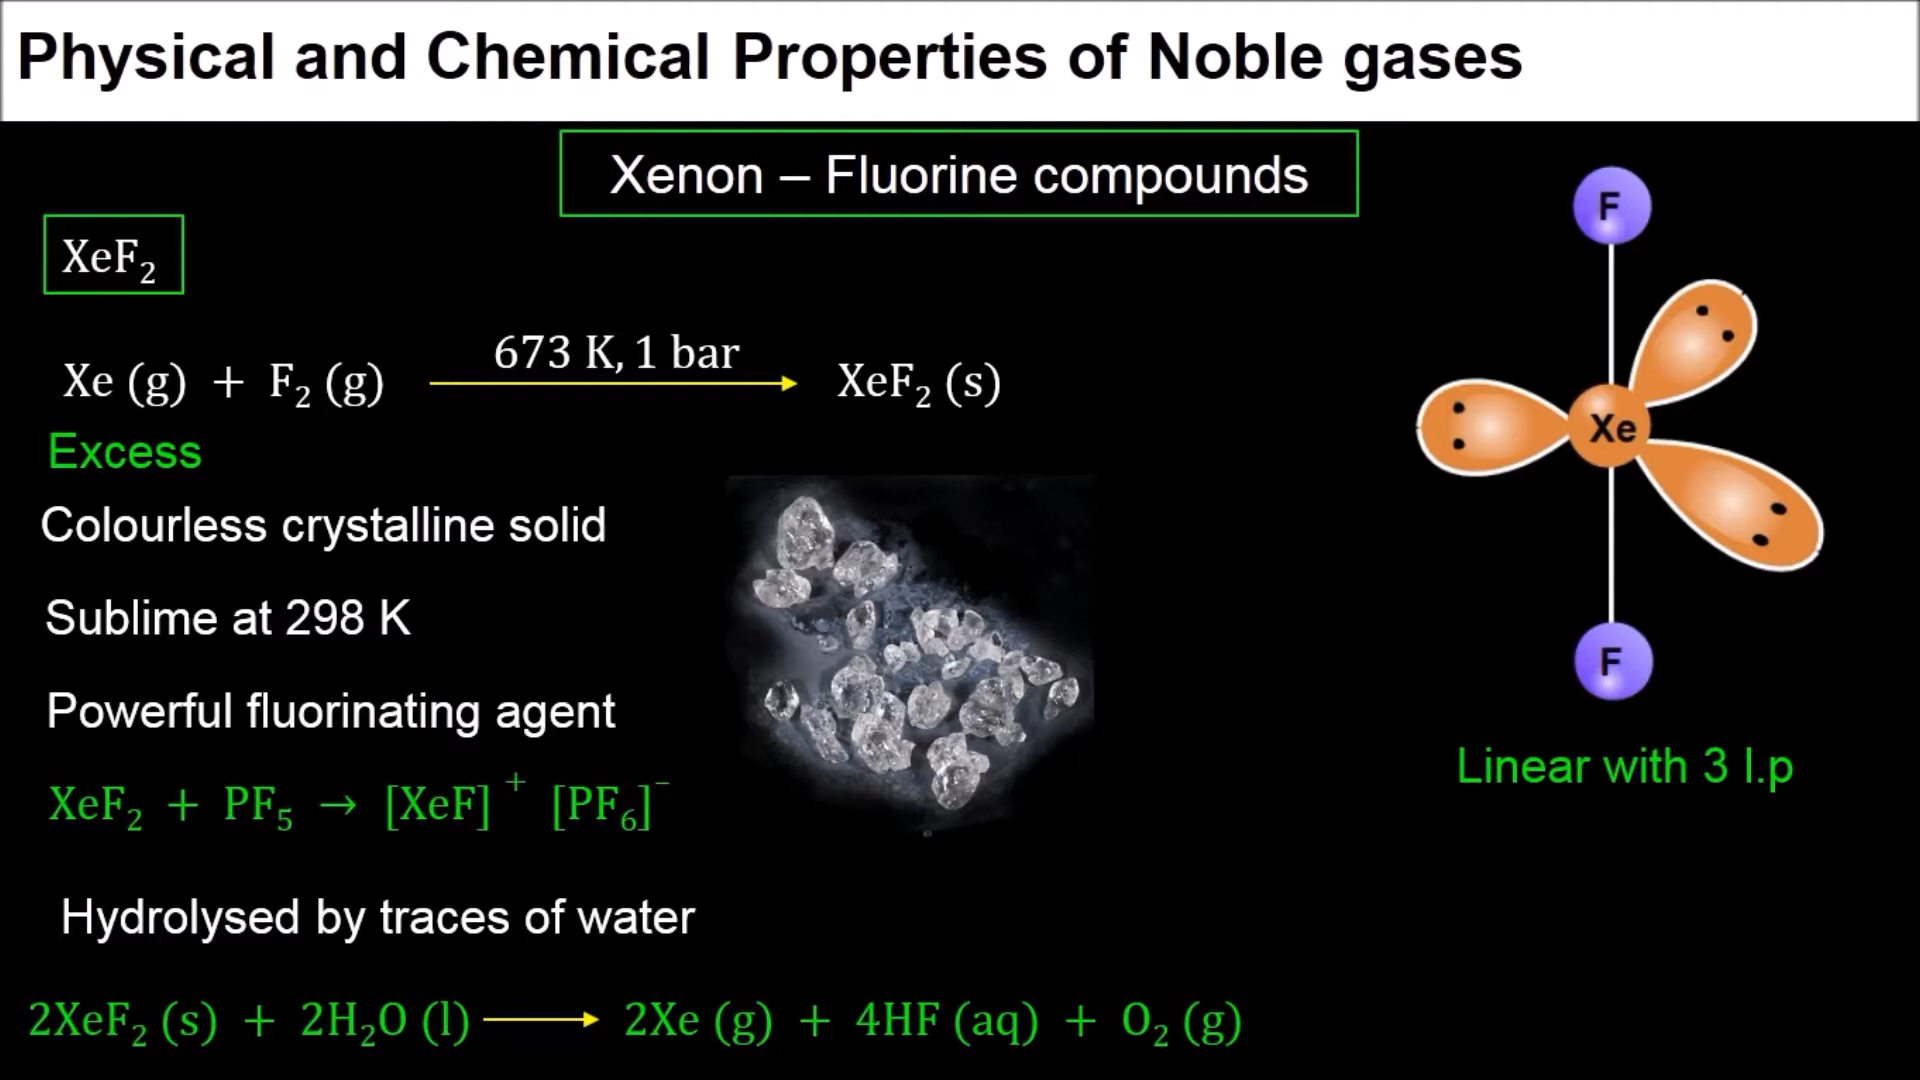 Physical and Chemical Properties of Noble gases
Xenon – Fluorine compounds
XeF₂
673 K, 1 bar
Xe (g) + F₂ (g) → XeF₂ (s)
Excess
Colourless crystalline solid
Sublime at 298 K
Powerful fluorinating agent
XeF₂ + PF₅ → [XeF]⁺ [PF₆]⁻
Hydrolysed by traces of water
2XeF₂ (s) + 2H₂O (l) → 2Xe (g) + 4HF (aq) + O₂ (g)
F
Xe
F
Linear with 3 l.p